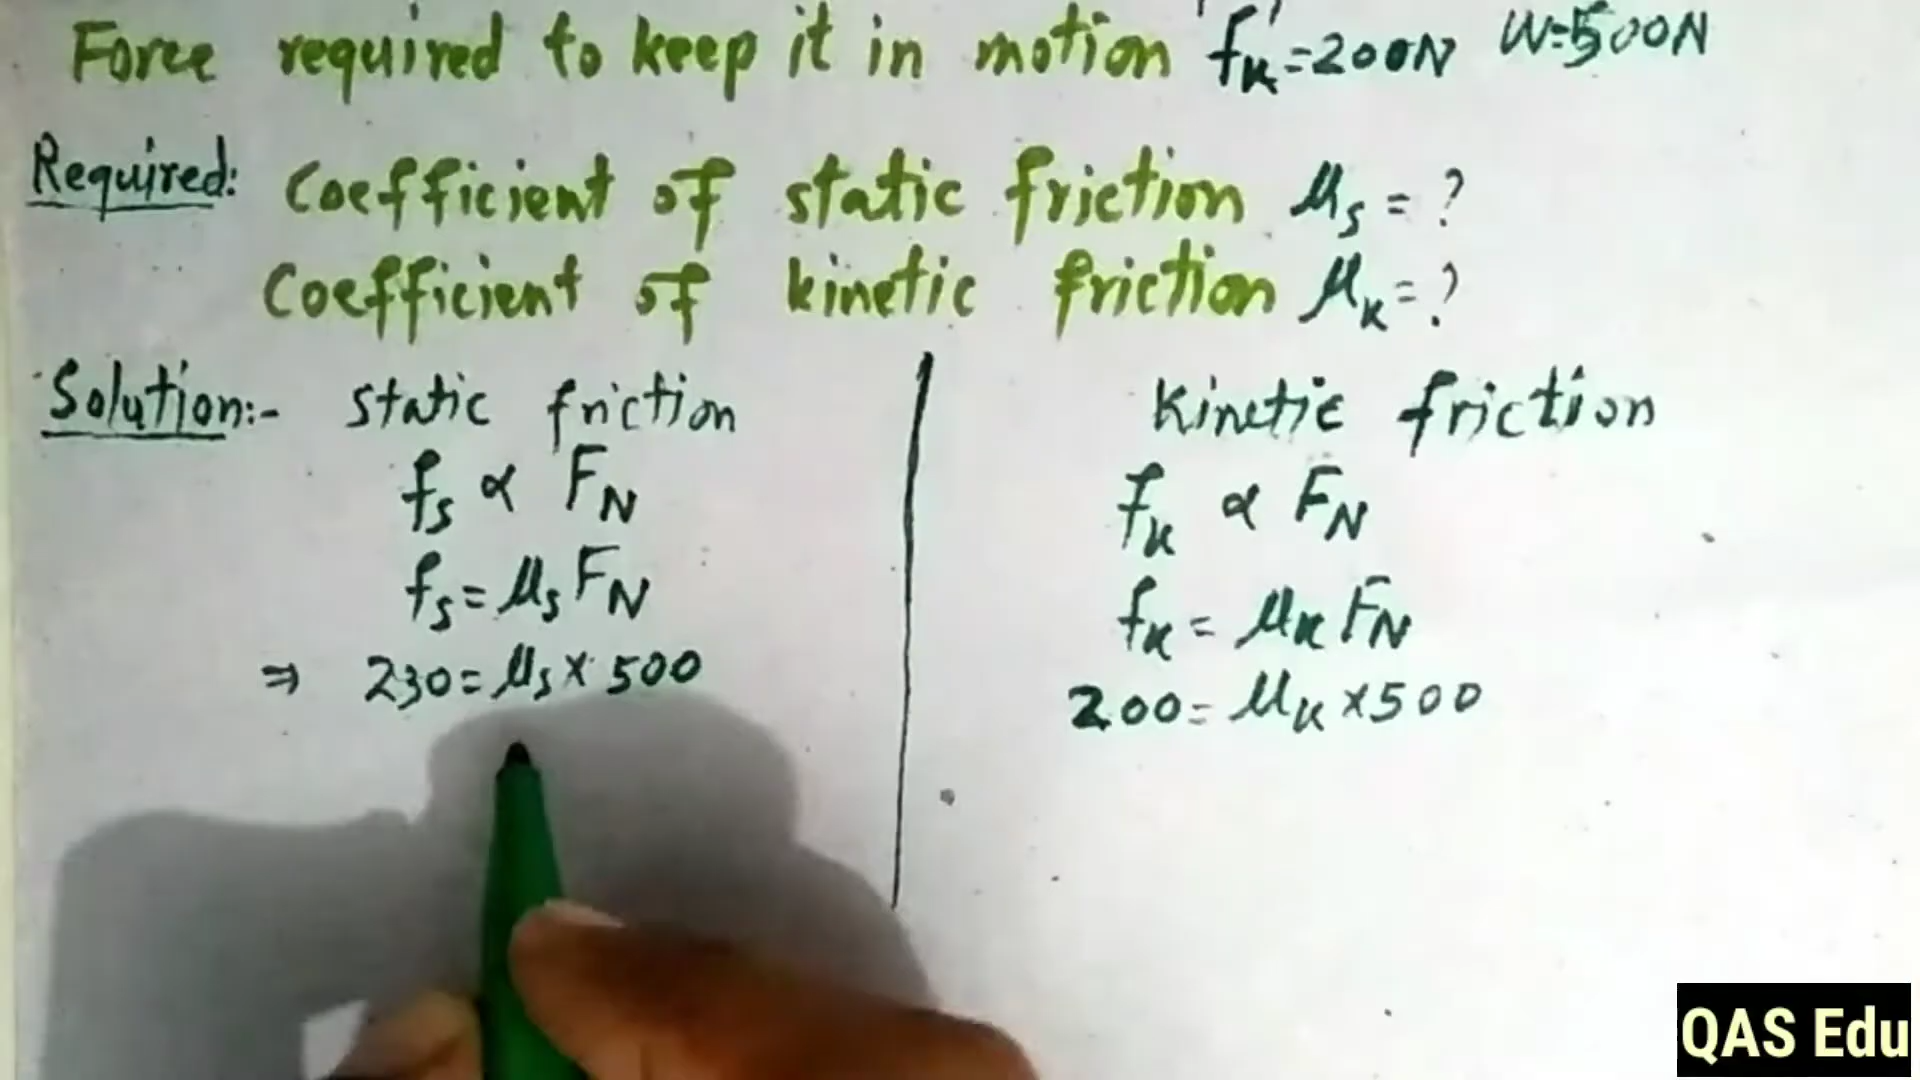 Force required to keep it in motion 'fk'=200N W=500N
Required: Coefficient of static friction μs = ?
Coefficient of kinetic friction μk = ?
Solution:- static friction
fs ∝ FN
fs = μs FN
⇒ 230 = μs × 500
Kinetic friction
fk ∝ FN
fk = μk FN
200 = μk × 500
QAS Edu